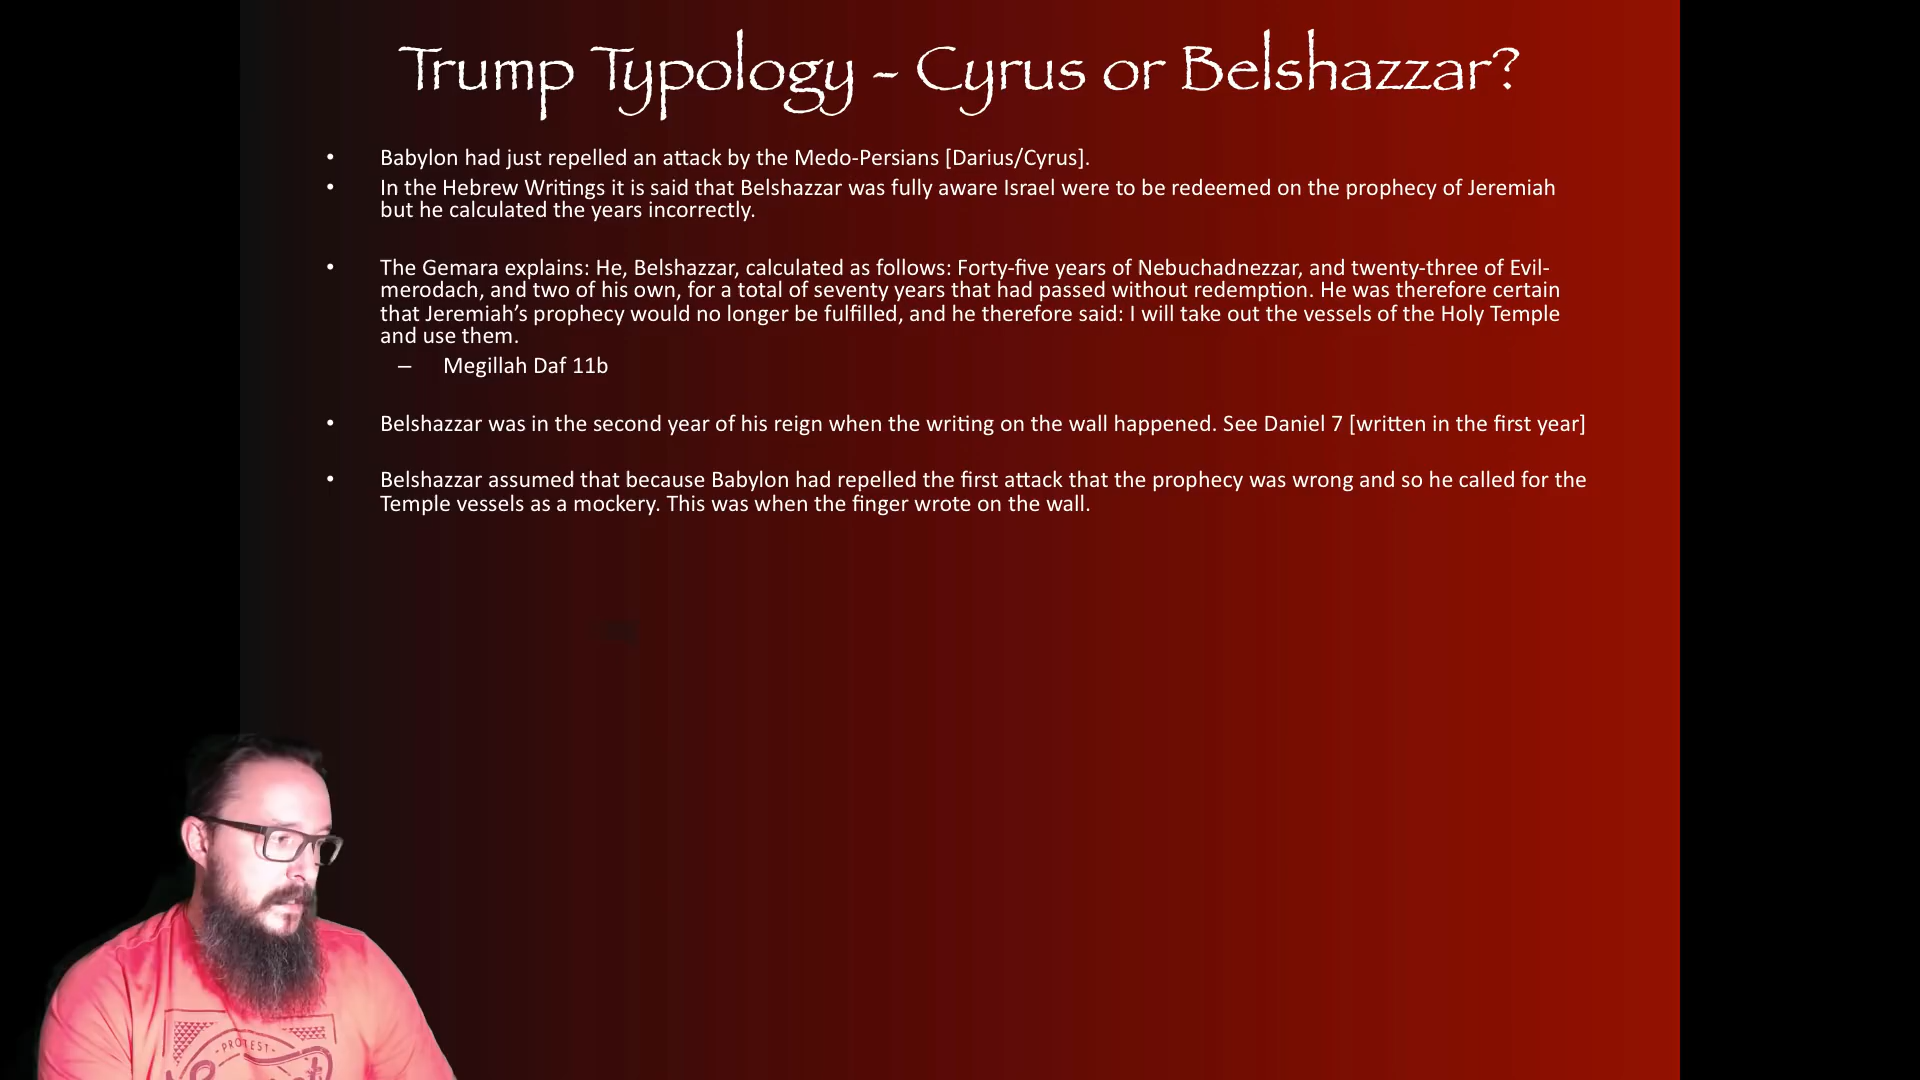 Trump Typology - Cyrus or Belshazzar?
• Babylon had just repelled an attack by the Medo-Persians [Darius/Cyrus].
• In the Hebrew Writings it is said that Belshazzar was fully aware Israel were to be redeemed on the prophecy of Jeremiah
but he calculated the years incorrectly.
• The Gemara explains: He, Belshazzar, calculated as follows: Forty-five years of Nebuchadnezzar, and twenty-three of Evil-
merodach, and two of his own, for a total of seventy years that had passed without redemption. He was therefore certain
that Jeremiah’s prophecy would no longer be fulfilled, and he therefore said: I will take out the vessels of the Holy Temple
and use them.
– Megillah Daf 11b
• Belshazzar was in the second year of his reign when the writing on the wall happened. See Daniel 7 [written in the first year]
• Belshazzar assumed that because Babylon had repelled the first attack that the prophecy was wrong and so he called for the
Temple vessels as a mockery. This was when the finger wrote on the wall.
-PROTEST-